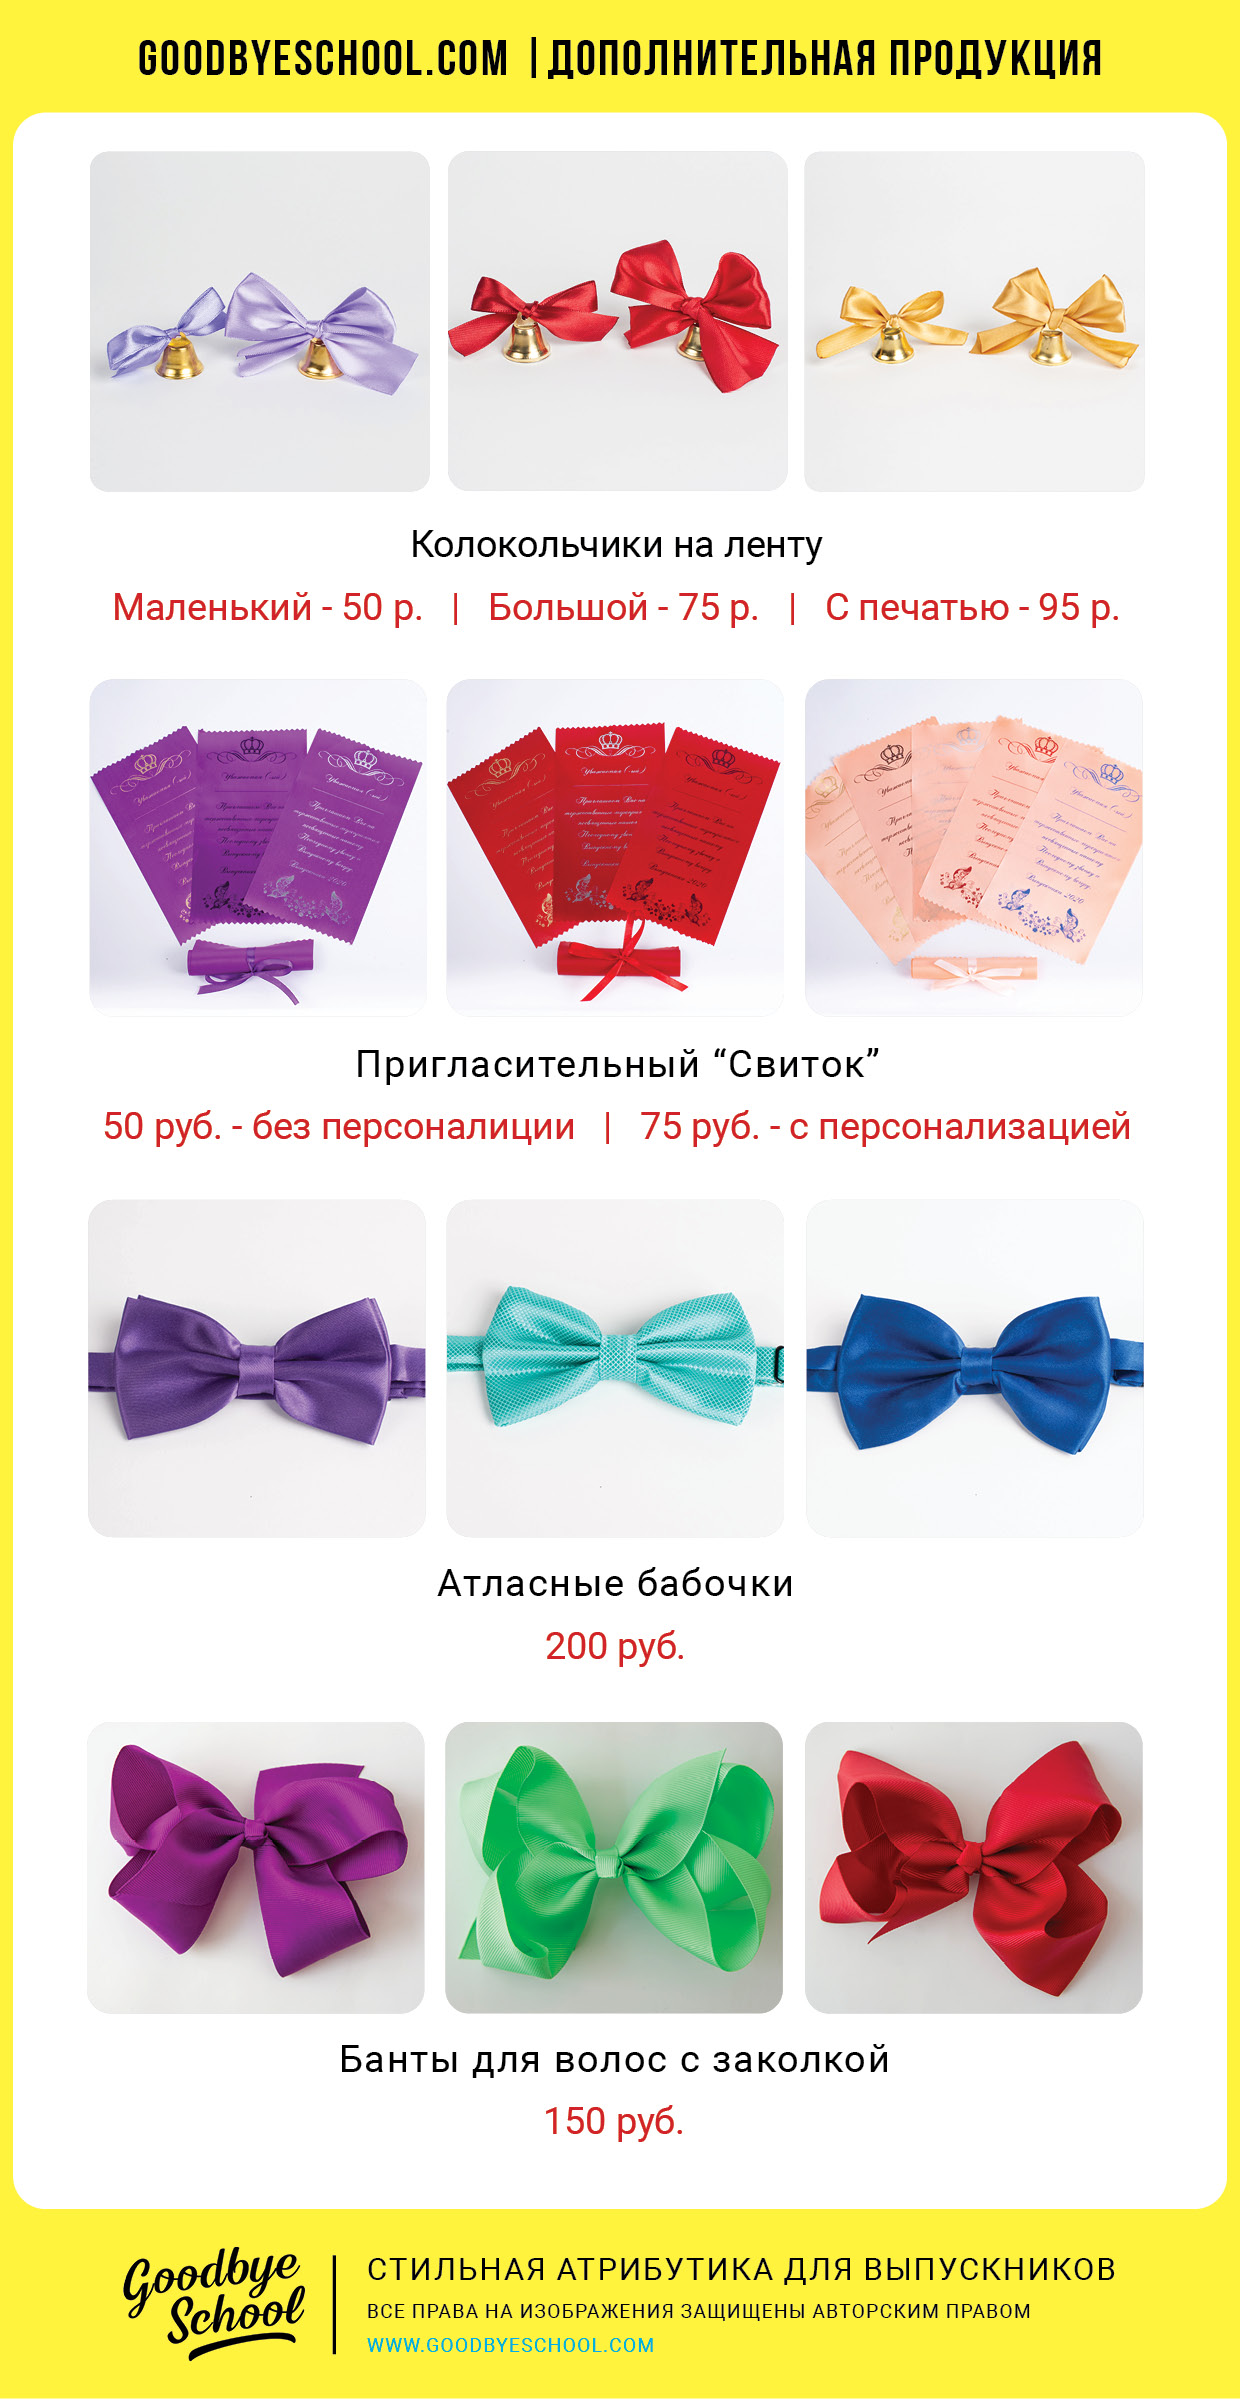 GOODBYESCHOOL.COM | ДОПОЛНИТЕЛЬНАЯ ПРОДУКЦИЯ
Колокольчики на ленту
Маленький - 50 р. | Большой - 75 р. | С печатью - 95 р.
Пригласительный “Свиток”
50 руб. - без персоналиции | 75 руб. - с персонализацией
Атласные бабочки
200 руб.
Банты для волос с заколкой
150 руб.
Goodbye
School
СТИЛЬНАЯ АТРИБУТИКА ДЛЯ ВЫПУСКНИКОВ
ВСЕ ПРАВА НА ИЗОБРАЖЕНИЯ ЗАЩИЩЕНЫ АВТОРСКИМ ПРАВОМ
WWW.GOODBYESCHOOL.COM